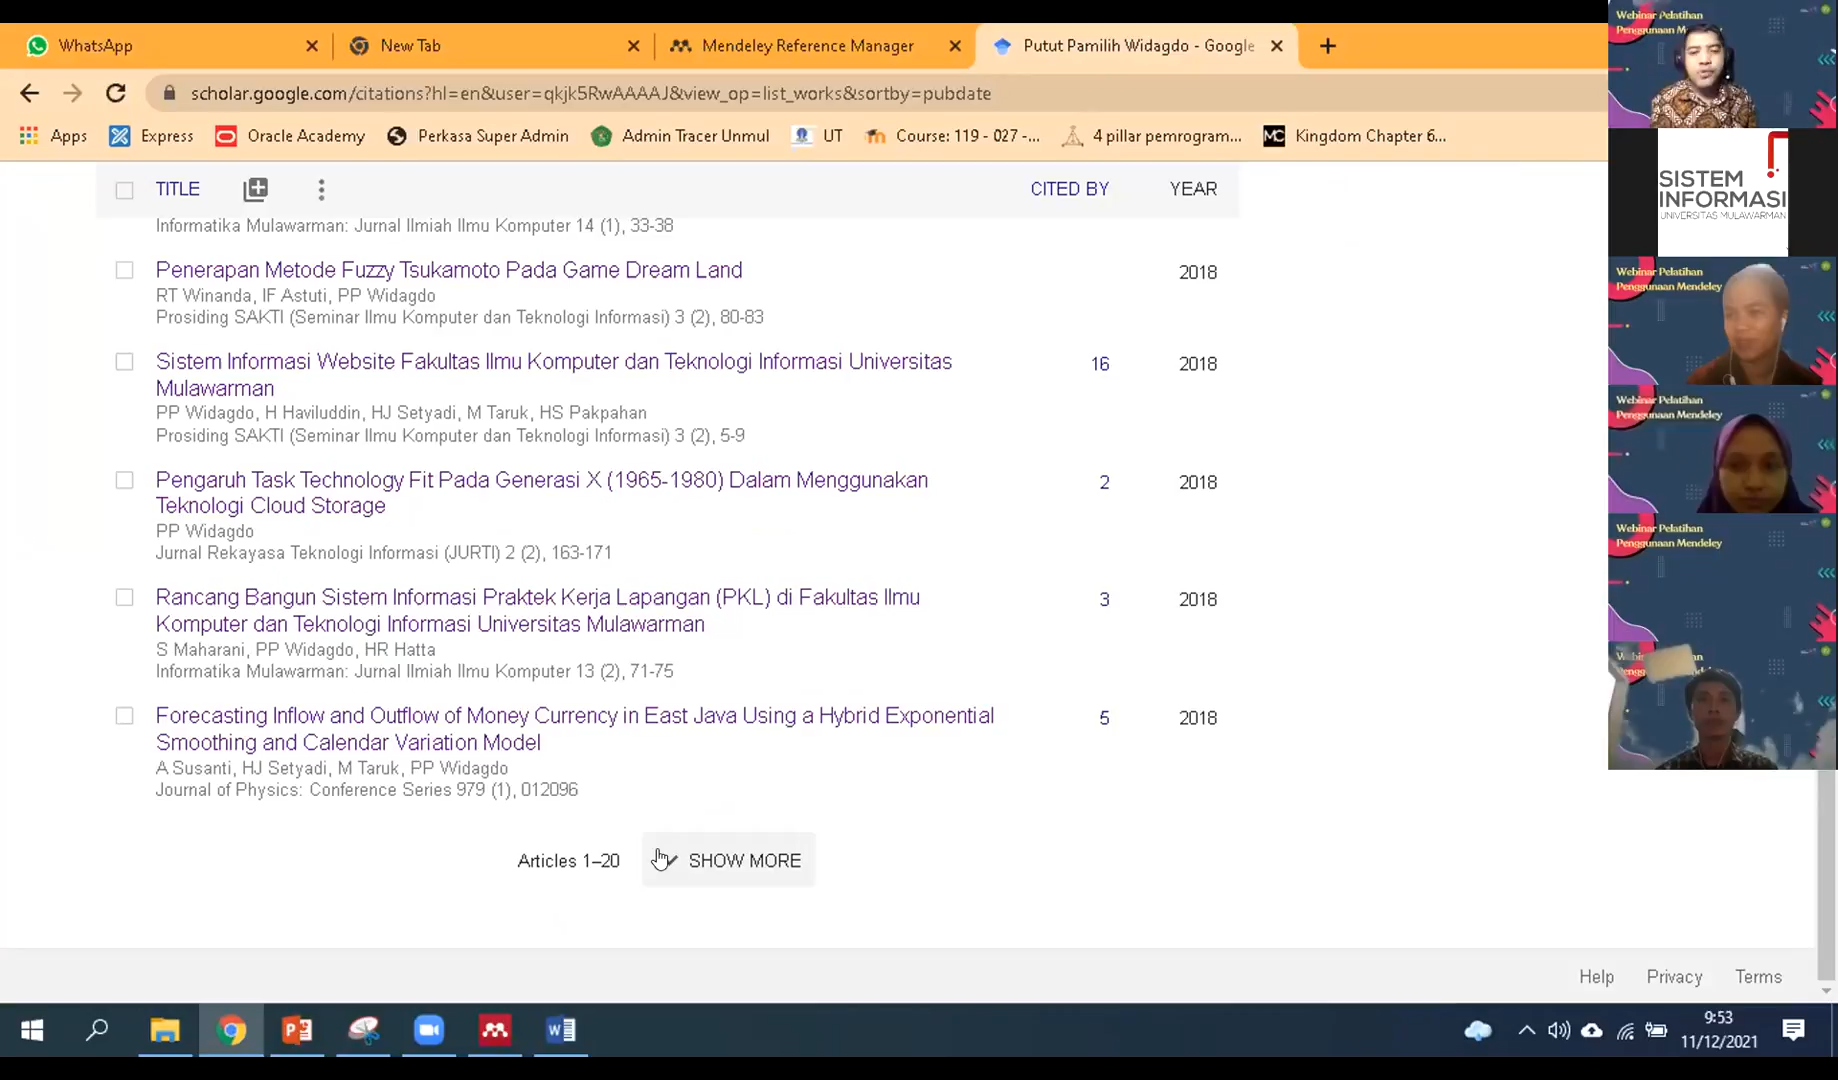 WhatsApp
New Tab
Mendeley Reference Manager
Putut Pamilih Widagdo - Google
scholar.google.com/citations?hl=en&user=qkjk5RwAAAAJ&view_op=list_works&sortby=pubdate
Apps
Express
Oracle Academy
Perkasa Super Admin
Admin Tracer Unmul
UT
Course: 119 - 027 -...
4 pillar pemrogram...
MC
Kingdom Chapter 6...
TITLE
CITED BY
YEAR
Informatika Mulawarman: Jurnal Ilmiah Ilmu Komputer 14 (1), 33-38
Penerapan Metode Fuzzy Tsukamoto Pada Game Dream Land
2018
RT Winanda, IF Astuti, PP Widagdo
Prosiding SAKTI (Seminar Ilmu Komputer dan Teknologi Informasi) 3 (2), 80-83
Sistem Informasi Website Fakultas Ilmu Komputer dan Teknologi Informasi Universitas
Mulawarman
16
2018
PP Widagdo, H Haviluddin, HJ Setyadi, M Taruk, HS Pakpahan
Prosiding SAKTI (Seminar Ilmu Komputer dan Teknologi Informasi) 3 (2), 5-9
Pengaruh Task Technology Fit Pada Generasi X (1965-1980) Dalam Menggunakan
Teknologi Cloud Storage
2
2018
PP Widagdo
Jurnal Rekayasa Teknologi Informasi (JURTI) 2 (2), 163-171
Rancang Bangun Sistem Informasi Praktek Kerja Lapangan (PKL) di Fakultas Ilmu
Komputer dan Teknologi Informasi Universitas Mulawarman
3
2018
S Maharani, PP Widagdo, HR Hatta
Informatika Mulawarman: Jurnal Ilmiah Ilmu Komputer 13 (2), 71-75
Forecasting Inflow and Outflow of Money Currency in East Java Using a Hybrid Exponential
Smoothing and Calendar Variation Model
5
2018
A Susanti, HJ Setyadi, M Taruk, PP Widagdo
Journal of Physics: Conference Series 979 (1), 012096
Articles 1–20
SHOW MORE
Help
Privacy
Terms
9:53
11/12/2021
Webinar Pelatihan
Penggunaan
SISTEM
INFORMASI
UNIVERSITAS MULAWARMAN
Webinar Pelatihan
Penggunaan Mendeley
Webinar Pelatihan
Penggunaan Mendeley
Webinar Pelatihan
Penggunaan Mendeley